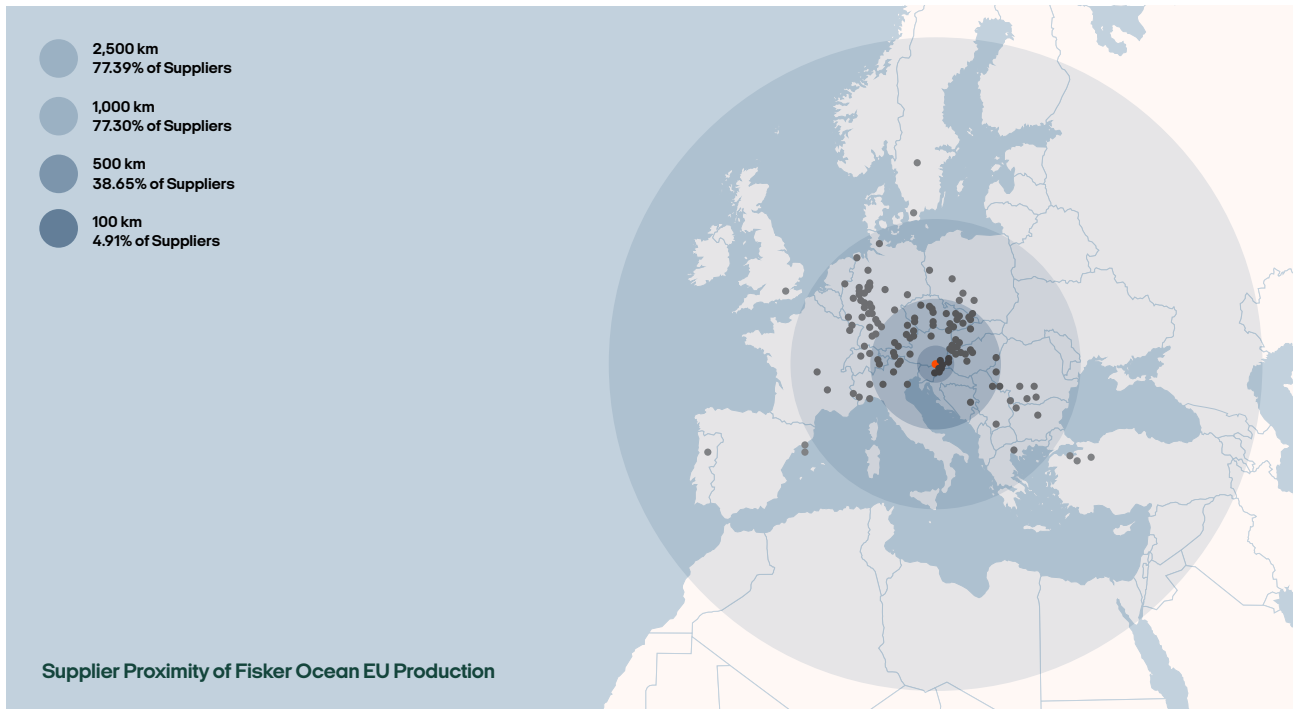 2,500 km
77.39% of Suppliers
1,000 km
77.30% of Suppliers
500 km
38.65% of Suppliers
100 km
4.91% of Suppliers
Supplier Proximity of Fisker Ocean EU Production